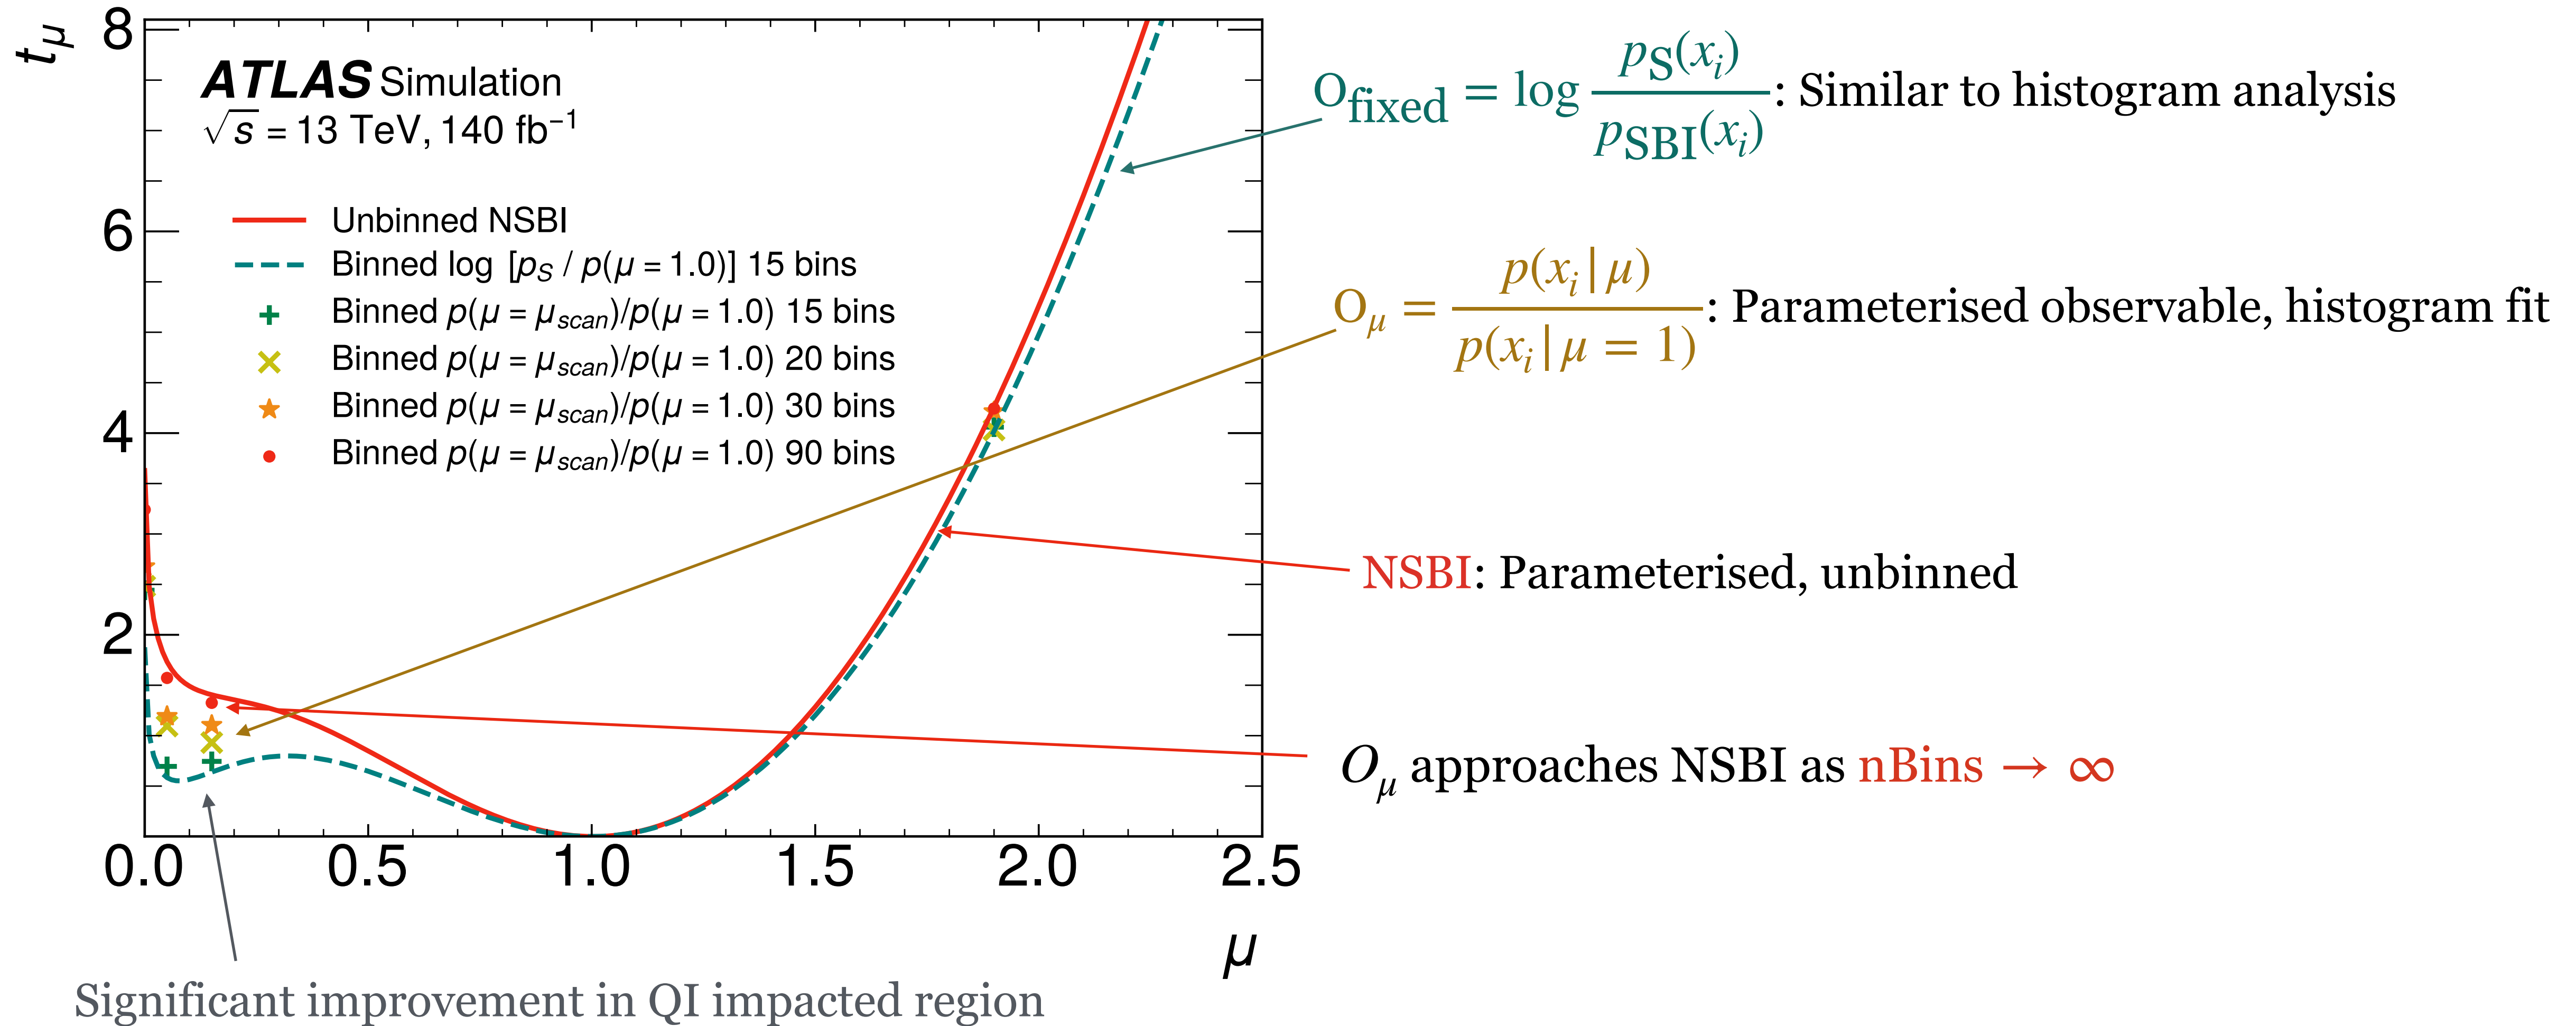 8
t_μ
ATLAS Simulation
√s = 13 TeV, 140 fb⁻¹
Unbinned NSBI
Binned log [p_S / p(μ = 1.0)] 15 bins
Binned p(μ = μ_scan)/p(μ = 1.0) 15 bins
Binned p(μ = μ_scan)/p(μ = 1.0) 20 bins
Binned p(μ = μ_scan)/p(μ = 1.0) 30 bins
Binned p(μ = μ_scan)/p(μ = 1.0) 90 bins
6
4
2
0.0 0.5 1.0 1.5 2.0 2.5
μ
O_fixed = log p_S(x_i) / p_SBI(x_i) : Similar to histogram analysis
O_μ = p(x_i | μ) / p(x_i | μ = 1) : Parameterised observable, histogram fit
NSBI: Parameterised, unbinned
O_μ approaches NSBI as nBins → ∞
Significant improvement in QI impacted region